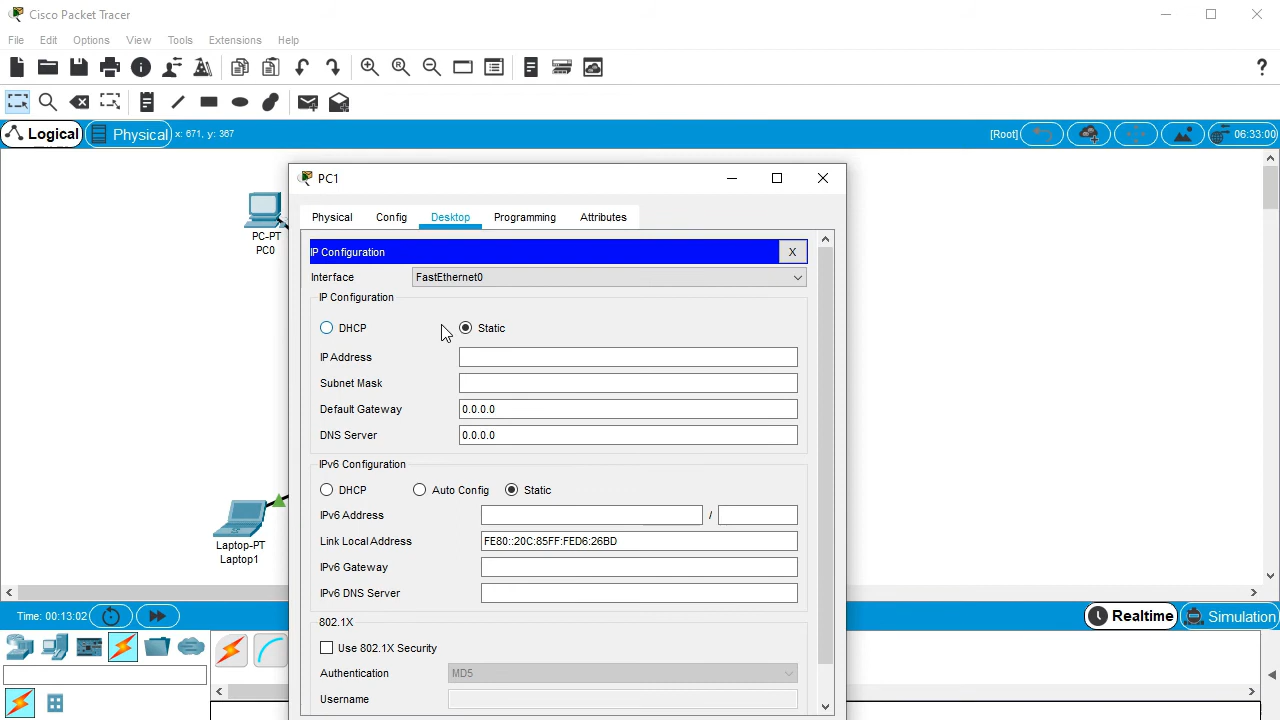 Cisco Packet Tracer
File Edit Options View Tools Extensions Help
Logical Physical x: 671, y: 367 [Root] 06:33:00
PC1
Physical Config Desktop Programming Attributes
PC-PT
PC0
IP Configuration X
Interface FastEthernet0
IP Configuration
DHCP Static
IP Address
Subnet Mask
Default Gateway 0.0.0.0
DNS Server 0.0.0.0
IPv6 Configuration
DHCP Auto Config Static
IPv6 Address /
Link Local Address FE80::20C:85FF:FED6:26BD
IPv6 Gateway
IPv6 DNS Server
Laptop-PT
Laptop1
802.1X
Use 802.1X Security
Authentication MD5
Username
Time: 00:13:02 Realtime Simulation